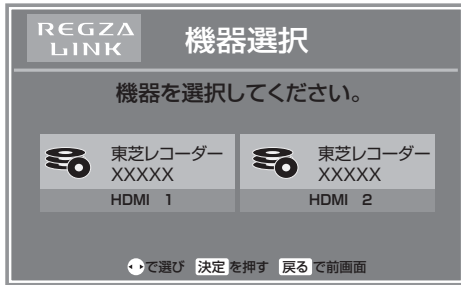 REGZA
LINK
機器選択
機器を選択してください。
東芝レコーダー
XXXXX
HDMI 1
東芝レコーダー
XXXXX
HDMI 2
で選び 決定 を押す 戻る で前画面